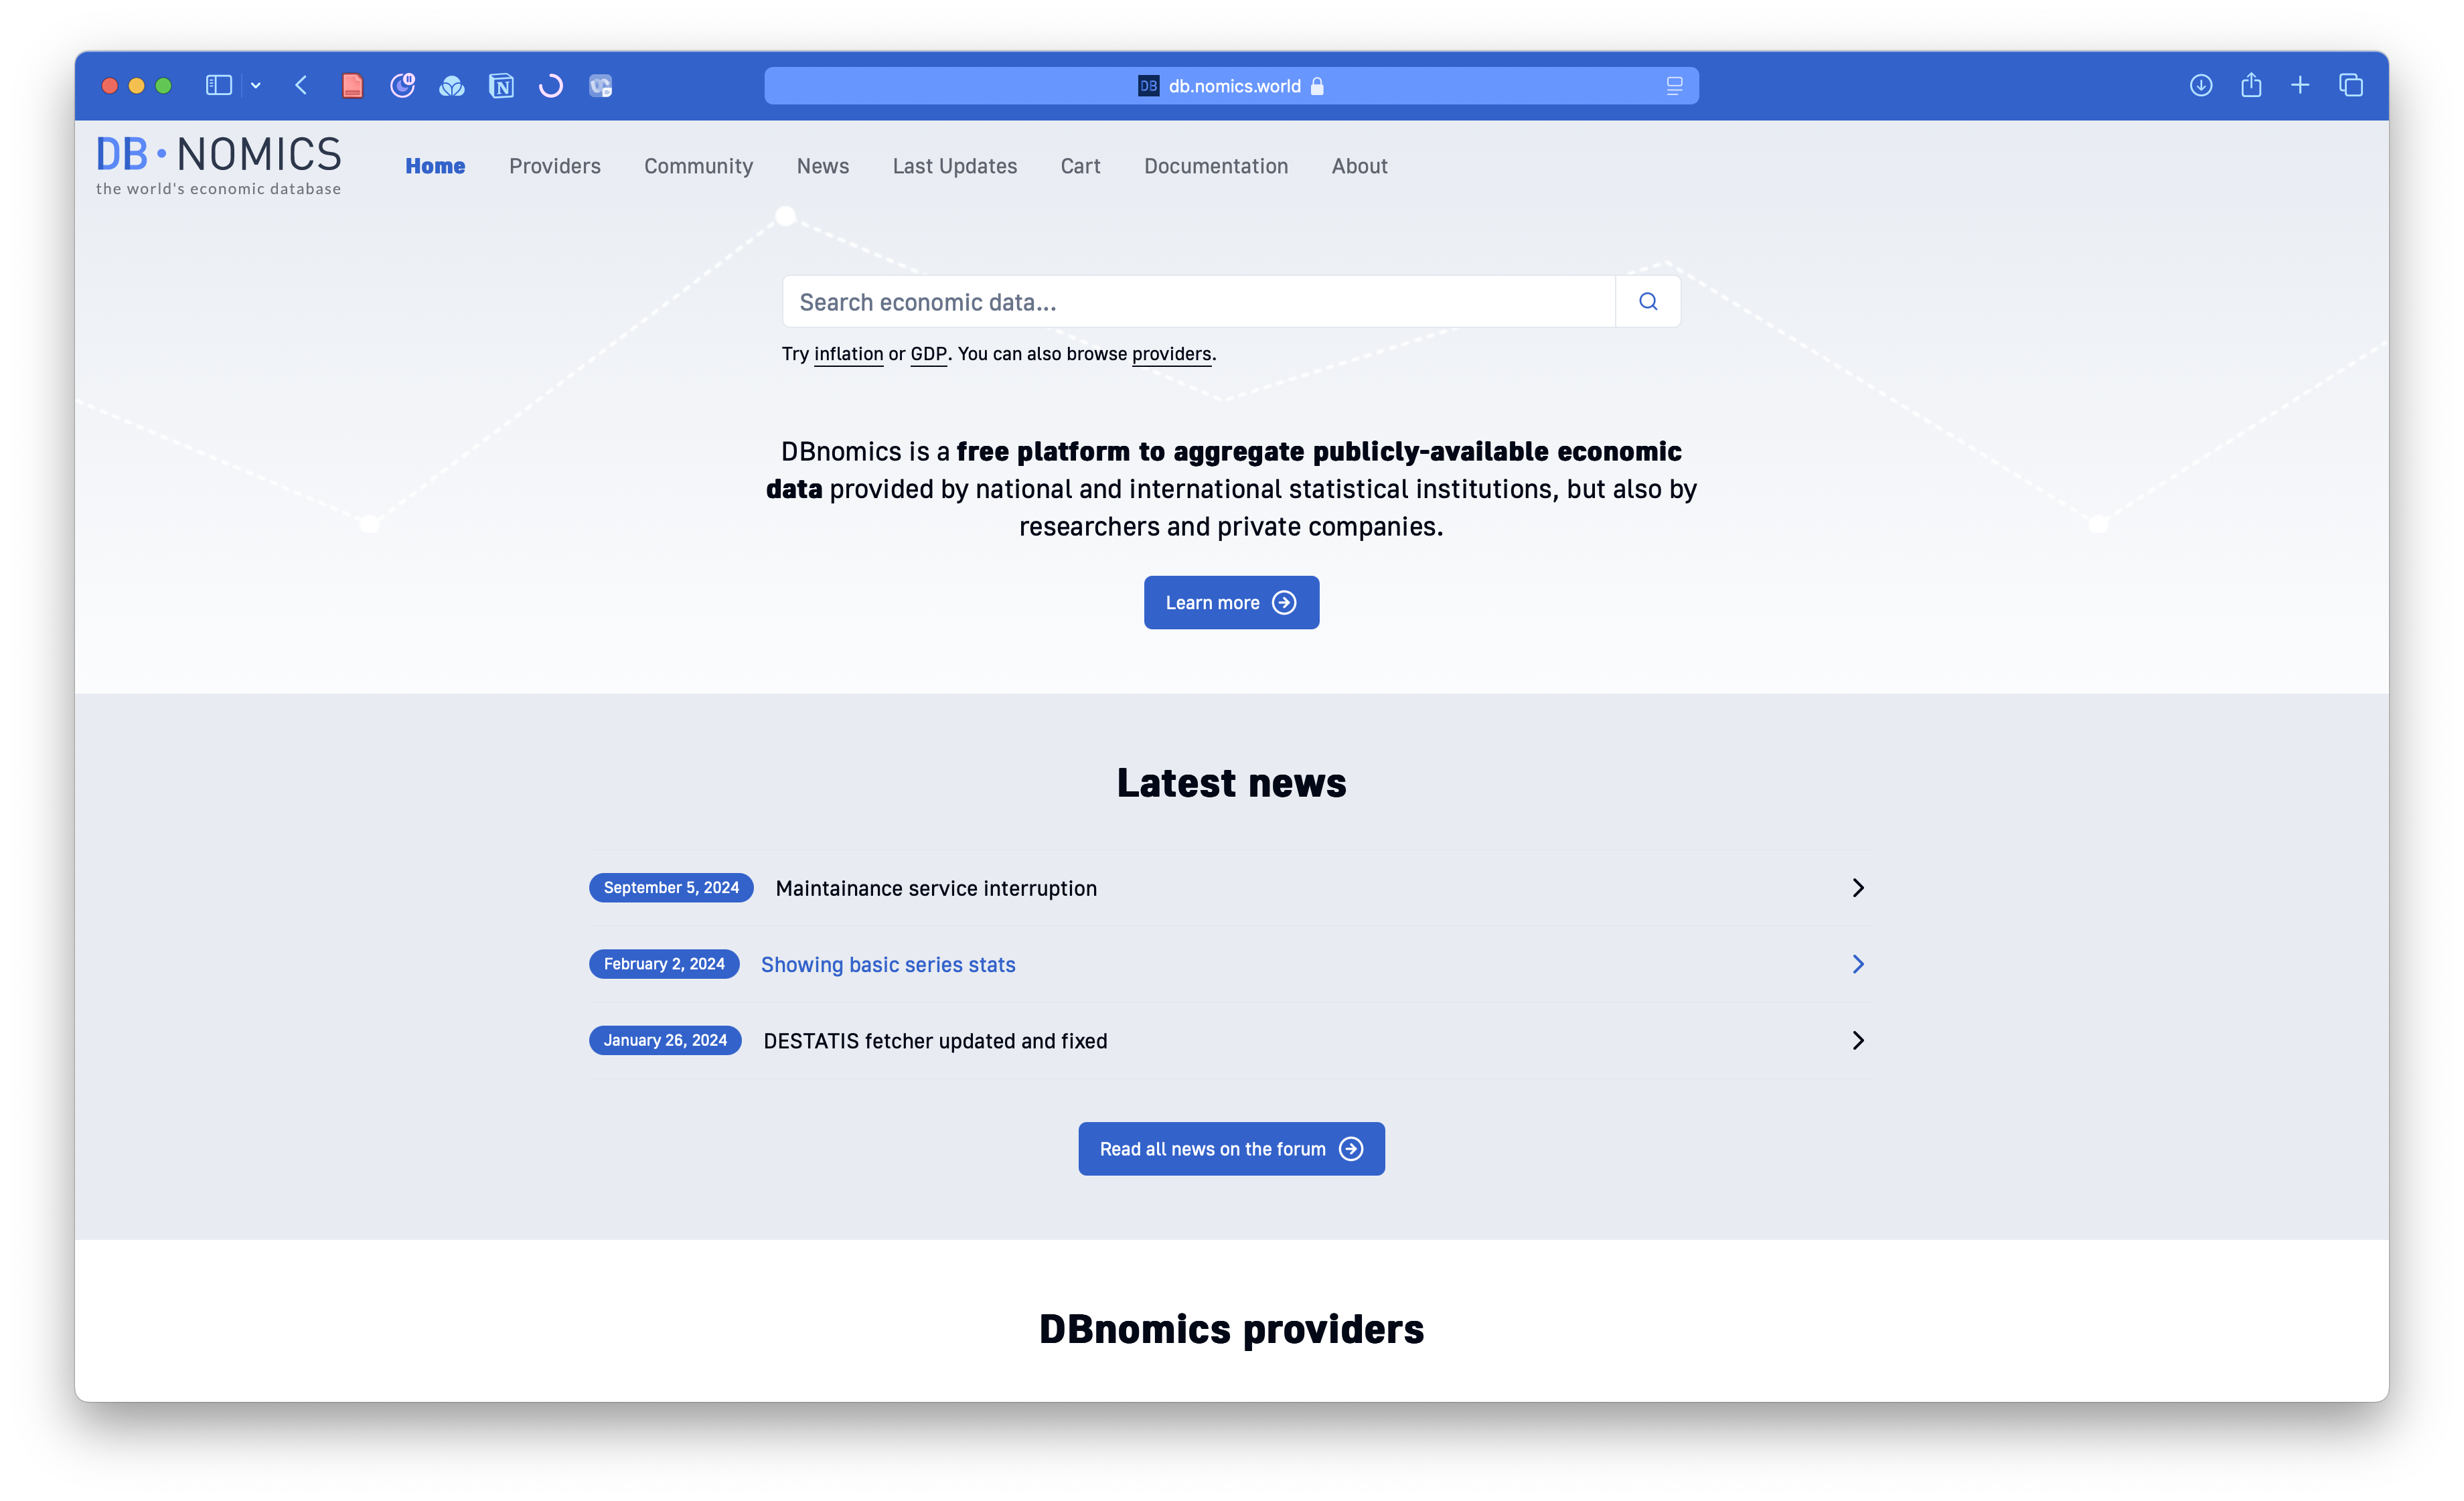 DB db.nomics.world
DB·NOMICS
the world's economic database
Home Providers Community News Last Updates Cart Documentation About
Search economic data...
Try inflation or GDP. You can also browse providers.
DBnomics is a free platform to aggregate publicly-available economic
data provided by national and international statistical institutions, but also by
researchers and private companies.
Learn more
Latest news
September 5, 2024 Maintainance service interruption
February 2, 2024 Showing basic series stats
January 26, 2024 DESTATIS fetcher updated and fixed
Read all news on the forum
DBnomics providers